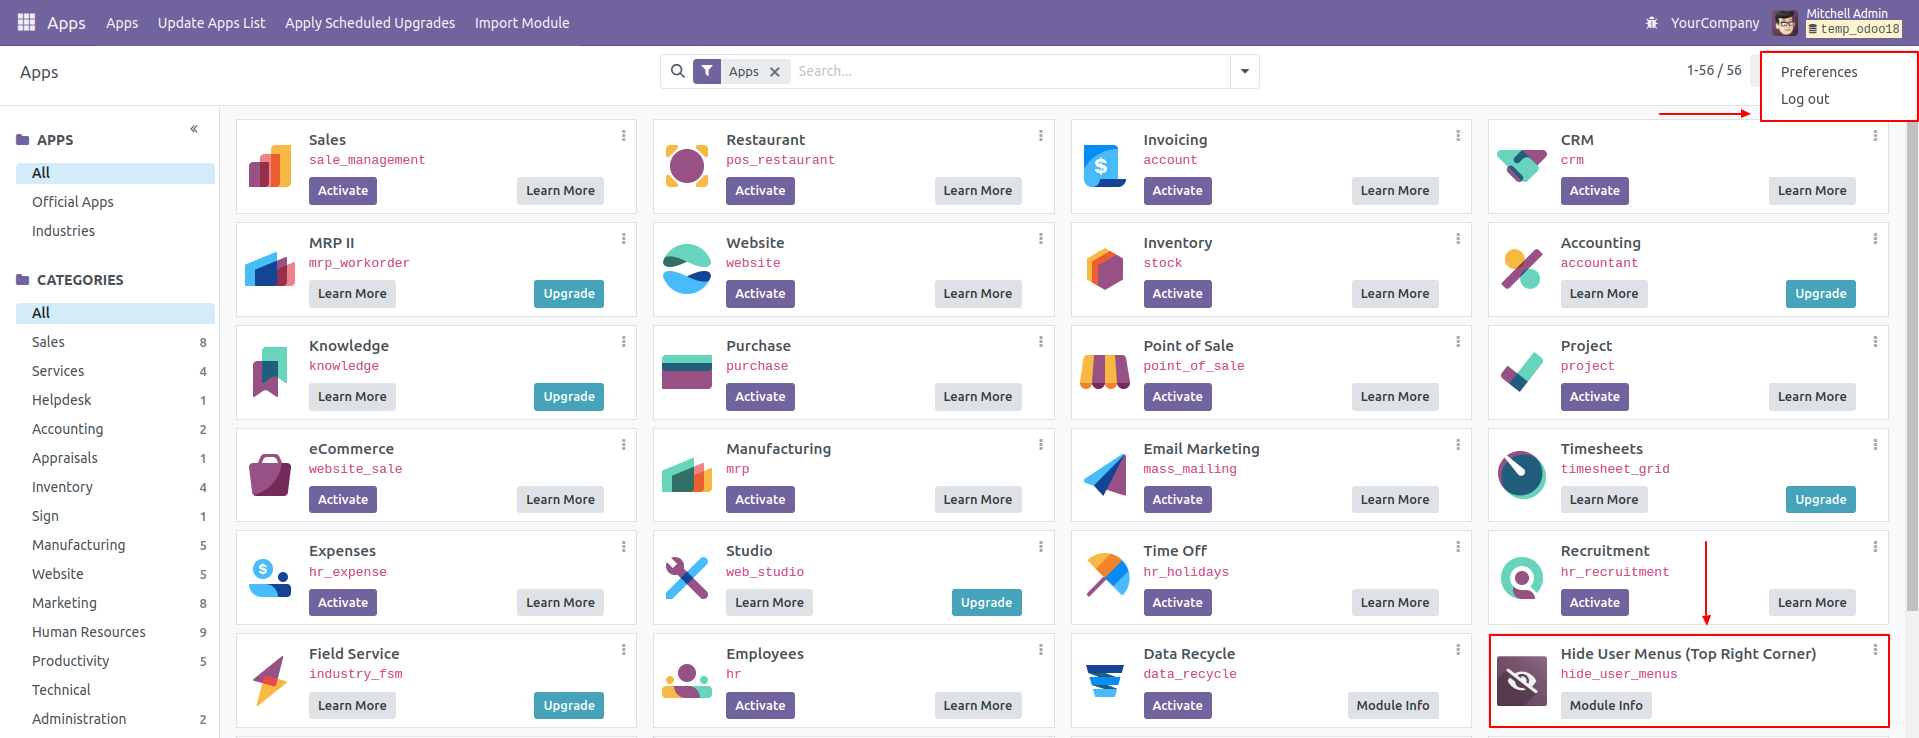 Apps Apps Update Apps List Apply Scheduled Upgrades Import Module YourCompany Mitchell Admin
temp_odoo18
Apps Apps Search... 1-56 / 56
Preferences
Log out
APPS
All
Official Apps
Industries
CATEGORIES
All
Sales 8
Services 4
Helpdesk 1
Accounting 2
Appraisals 1
Inventory 4
Sign 1
Manufacturing 5
Website 5
Marketing 8
Human Resources 9
Productivity 5
Technical
Administration 2
Sales
sale_management
Activate Learn More
Restaurant
pos_restaurant
Activate Learn More
Invoicing
account
Activate Learn More
CRM
crm
Activate Learn More
MRP II
mrp_workorder
Learn More Upgrade
Website
website
Activate Learn More
Inventory
stock
Activate Learn More
Accounting
accountant
Learn More Upgrade
Knowledge
knowledge
Learn More Upgrade
Purchase
purchase
Activate Learn More
Point of Sale
point_of_sale
Activate Learn More
Project
project
Activate Learn More
eCommerce
website_sale
Activate Learn More
Manufacturing
mrp
Activate Learn More
Email Marketing
mass_mailing
Activate Learn More
Timesheets
timesheet_grid
Learn More Upgrade
Expenses
hr_expense
Activate Learn More
Studio
web_studio
Learn More Upgrade
Time Off
hr_holidays
Activate Learn More
Recruitment
hr_recruitment
Activate Learn More
Field Service
industry_fsm
Learn More Upgrade
Employees
hr
Activate Learn More
Data Recycle
data_recycle
Activate Module Info
Hide User Menus (Top Right Corner)
hide_user_menus
Module Info